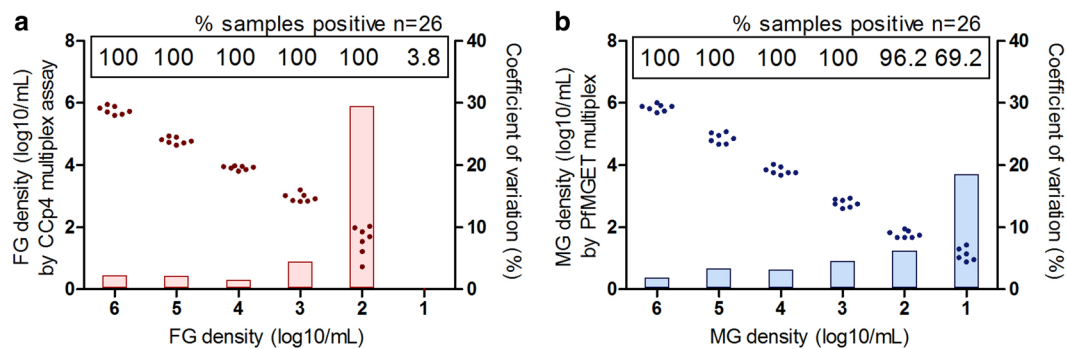 a
% samples positive n=26
100 100 100 100 100 3.8
FG density (log10/mL)
by CCp4 multiplex assay
8
6
4
2
0
40
30
20
10
0
Coefficient of variation (%)
6 5 4 3 2 1
FG density (log10/mL)
b
% samples positive n=26
100 100 100 100 96.2 69.2
MG density (log10/mL)
by PfMGET multiplex
8
6
4
2
0
40
30
20
10
0
Coefficient of variation (%)
6 5 4 3 2 1
MG density (log10/mL)